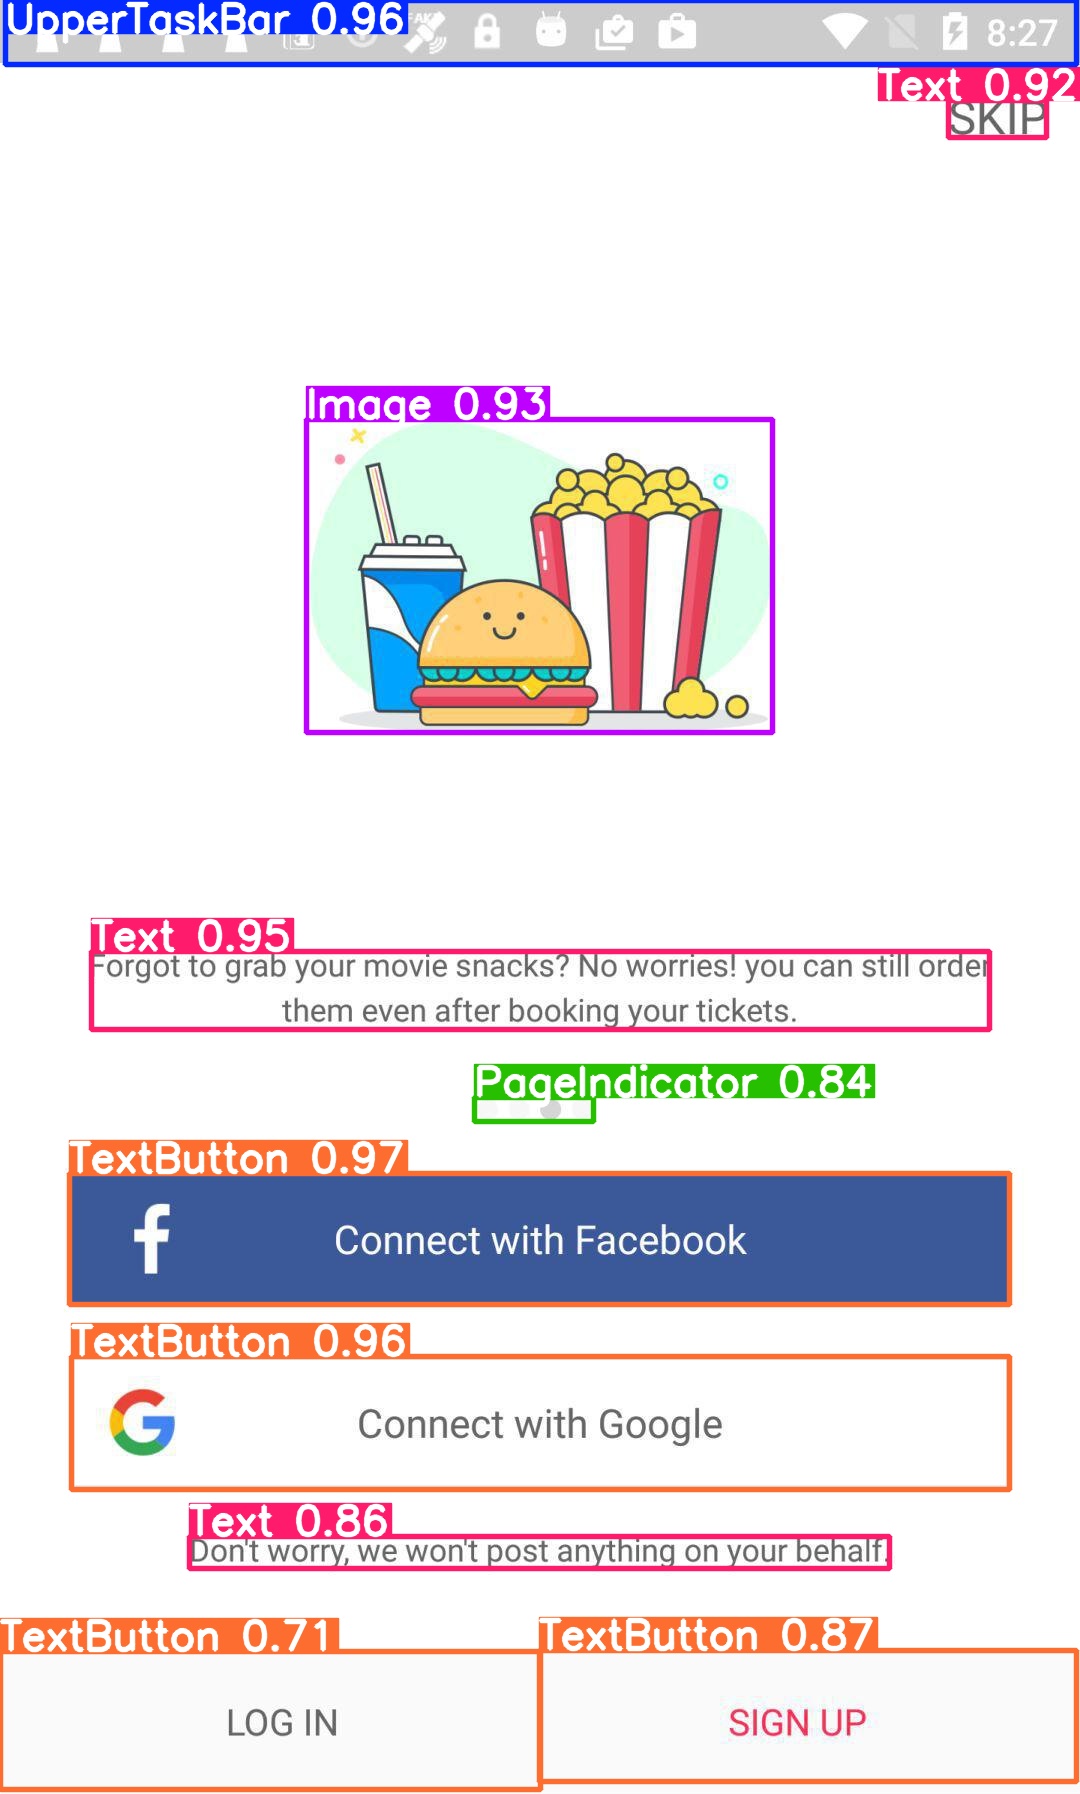 UpperTaskBar 0.96
8:27
Text 0.92
SKIP
Image 0.93
Text 0.95
Forgot to grab your movie snacks? No worries! you can still order
them even after booking your tickets.
PageIndicator 0.84
TextButton 0.97
f
Connect with Facebook
TextButton 0.96
G
Connect with Google
Text 0.86
Don't worry, we won't post anything on your behalf.
TextButton 0.71
TextButton 0.87
LOG IN
SIGN UP